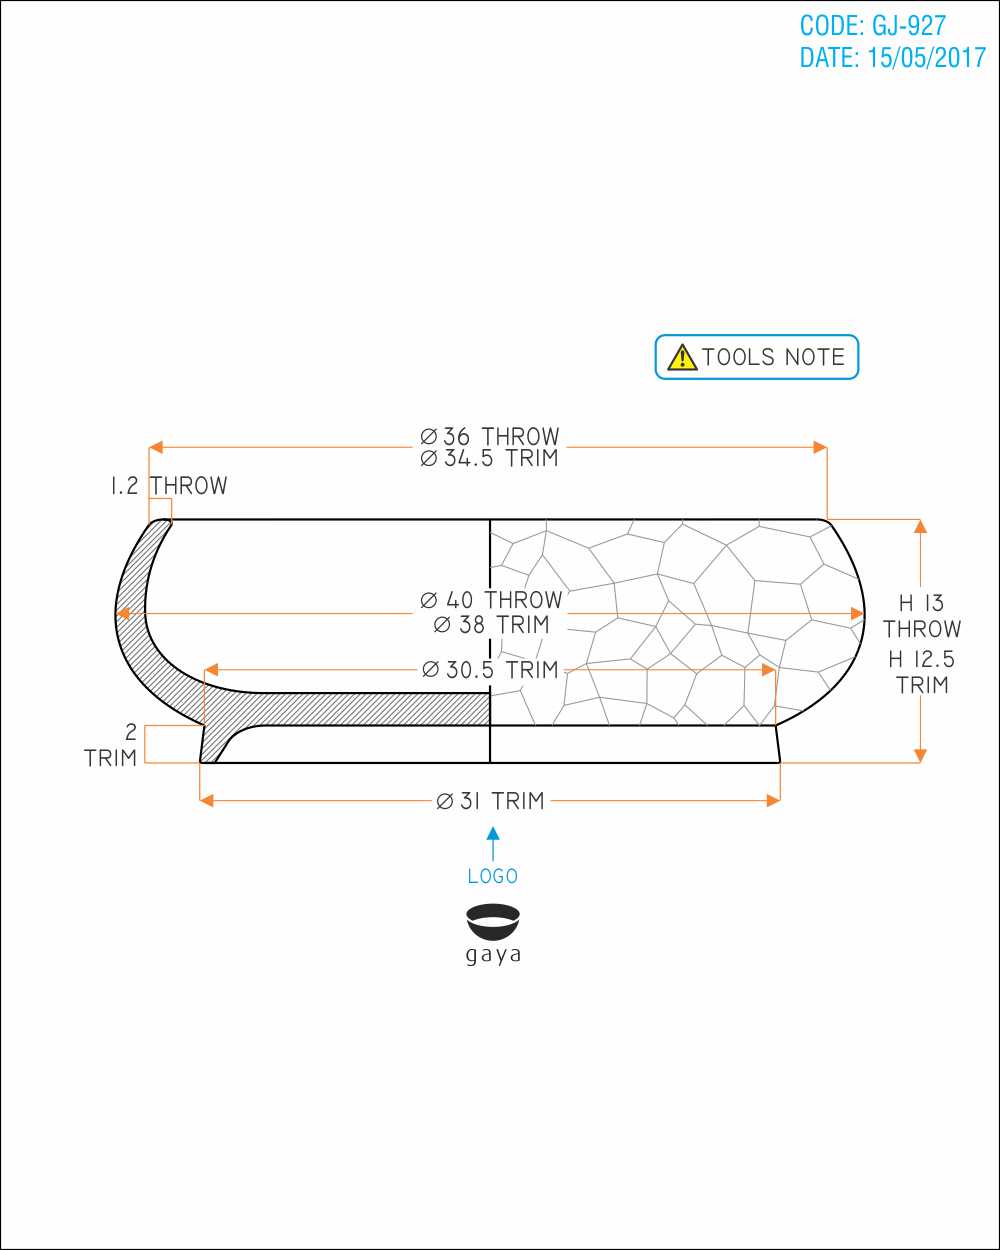 CODE: GJ-927
DATE: 15/05/2017
TOOLS NOTE
Ø 36 THROW
Ø 34.5 TRIM
1.2 THROW
Ø 40 THROW
Ø 38 TRIM
H 13
THROW
H 12.5
TRIM
Ø 30.5 TRIM
2
TRIM
Ø 31 TRIM
LOGO
gaya